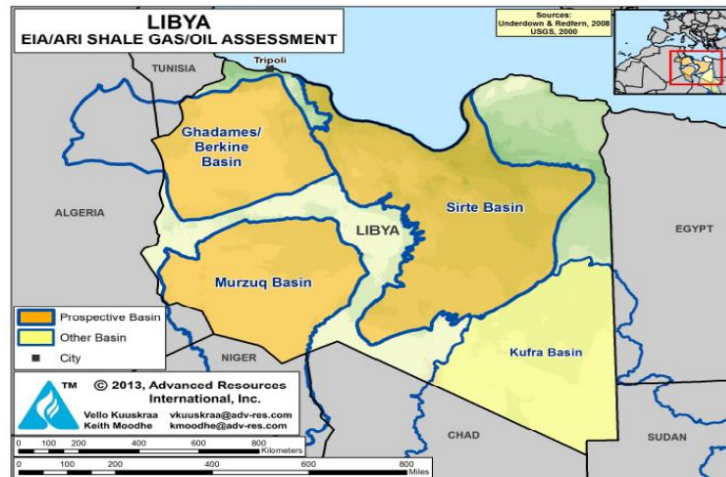 LIBYA
EIA/ARI SHALE GAS/OIL ASSESSMENT
Sources:
Underdown & Redfern, 2008
USGS, 2000
Tripoli
TUNISIA
Ghadames/
Berkine
Basin
ALGERIA
Sirte Basin
LIBYA
EGYPT
Murzuq Basin
Prospective Basin
Other Basin
City
NIGER
Kufra Basin
TM
© 2013, Advanced Resources
International, Inc.
Vello Kuuskraa vkuuskraa@adv-res.com
Keith Moodhe kmoodhe@adv-res.com
CHAD
SUDAN
0 100 200 400 600 800
Kilometers
0 100 200 400 600 800
Miles